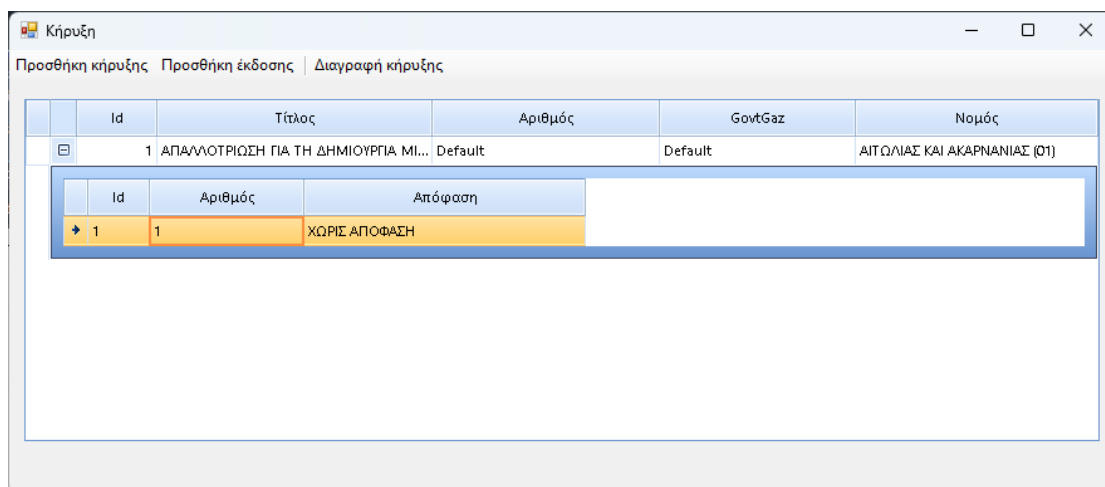 Κήρυξη
Προσθήκη κήρυξης Προσθήκη έκδοσης Διαγραφή κήρυξης
Id Τίτλος Αριθμός GovtGaz Νομός
1 ΑΠΑΛΛΟΤΡΙΩΣΗ ΓΙΑ ΤΗ ΔΗΜΙΟΥΡΓΙΑ ΜΙ... Default Default ΑΙΤΩΛΙΑΣ ΚΑΙ ΑΚΑΡΝΑΝΙΑΣ (01)
Id Αριθμός Απόφαση
1 1 ΧΩΡΙΣ ΑΠΟΦΑΣΗ